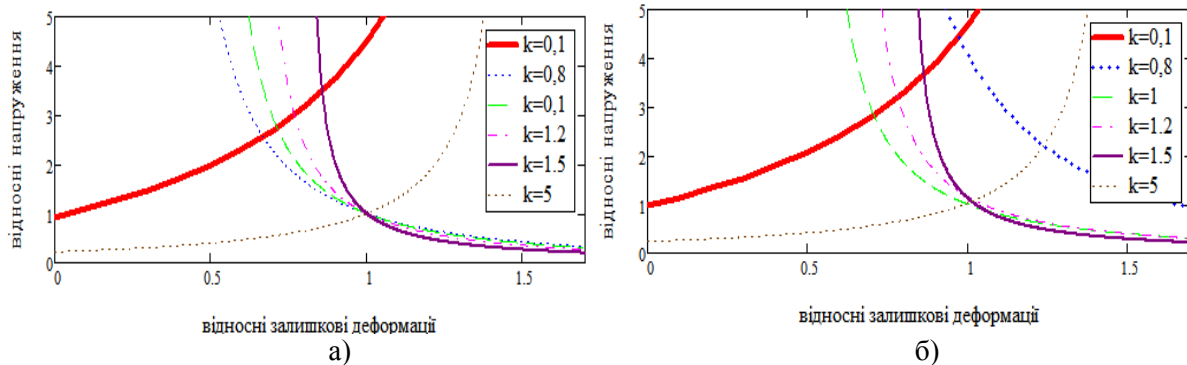 відносні напруження
5
4
3
2
1
0
0
0.5
1
1.5
k=0,1
k=0,8
k=0,1
k=1.2
k=1.5
k=5
відносні залишкові деформації
а)
відносні напруження
5
4
3
2
1
0
0
0.5
1
1.5
k=0,1
k=0,8
k=1
k=1.2
k=1.5
k=5
відносні залишкові деформації
б)